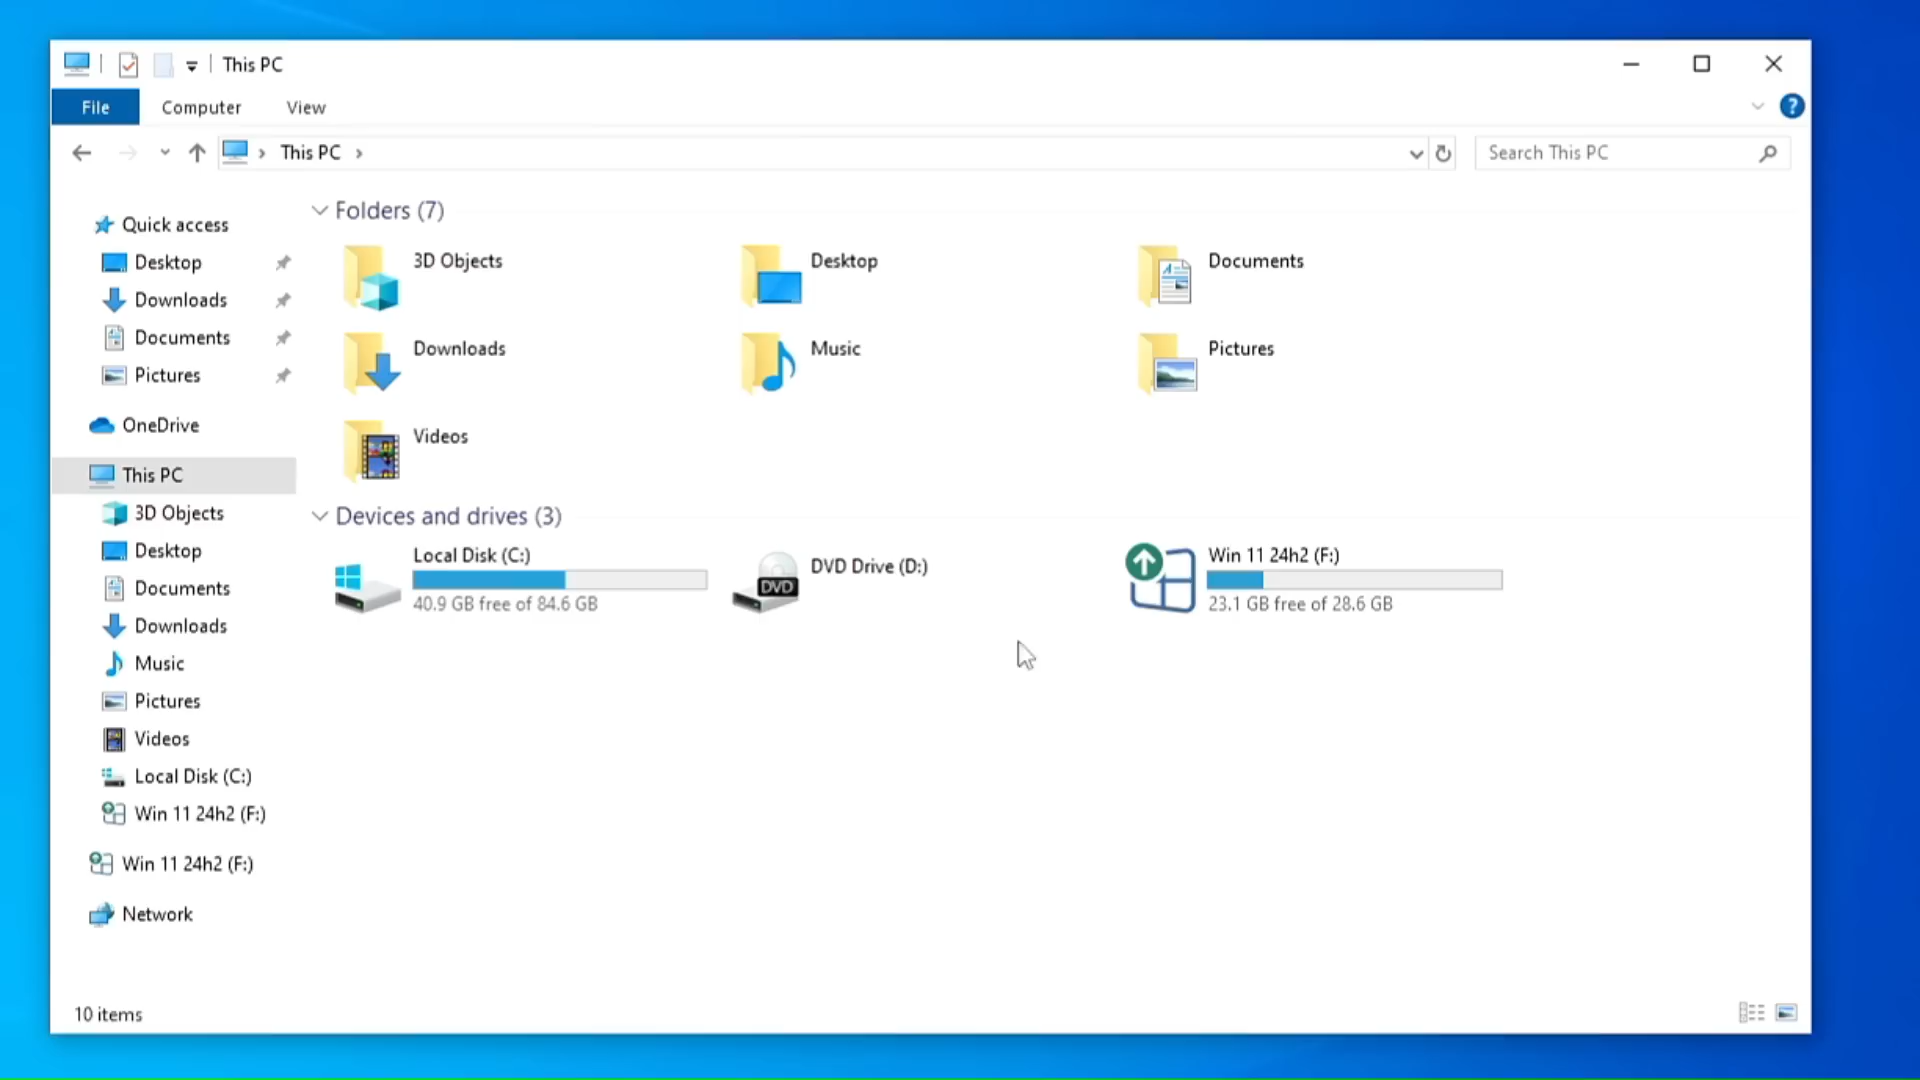 This PC
File
Computer
View
?
This PC
Search This PC
Quick access
Desktop
Downloads
Documents
Pictures
OneDrive
This PC
3D Objects
Desktop
Documents
Downloads
Music
Pictures
Videos
Local Disk (C:)
Win 11 24h2 (F:)
Win 11 24h2 (F:)
Network
Folders (7)
3D Objects
Desktop
Documents
Downloads
Music
Pictures
Videos
Devices and drives (3)
Local Disk (C:)
40.9 GB free of 84.6 GB
DVD
DVD Drive (D:)
Win 11 24h2 (F:)
23.1 GB free of 28.6 GB
10 items